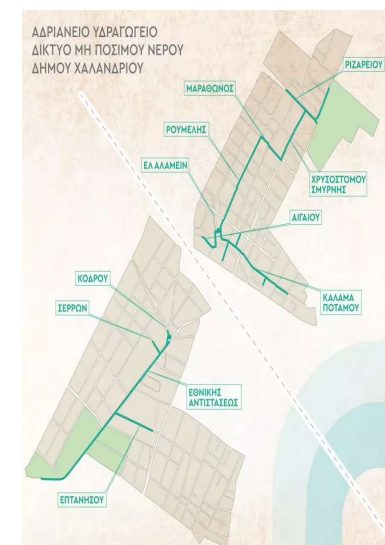 ΑΔΡΙΑΝΕΙΟ ΥΔΡΑΓΩΓΕΙΟ
ΔΙΚΤΥΟ ΜΗ ΠΟΣΙΜΟΥ ΝΕΡΟΥ
ΔΗΜΟΥ ΧΑΛΑΝΔΡΙΟΥ
ΡΙΖΑΡΕΙΟΥ
ΜΑΡΑΘΩΝΟΣ
ΡΟΥΜΕΛΗΣ
ΕΛ ΑΛΑΜΕΙΝ
ΧΡΥΣΟΣΤΟΜΟΥ
ΣΜΥΡΝΗΣ
ΑΙΓΑΙΟΥ
ΚΟΔΡΟΥ
ΚΑΛΑΜΑ
ΠΟΤΑΜΟΥ
ΣΕΡΡΩΝ
ΕΘΝΙΚΗΣ
ΑΝΤΙΣΤΑΣΕΩΣ
ΕΠΤΑΝΗΣΟΥ